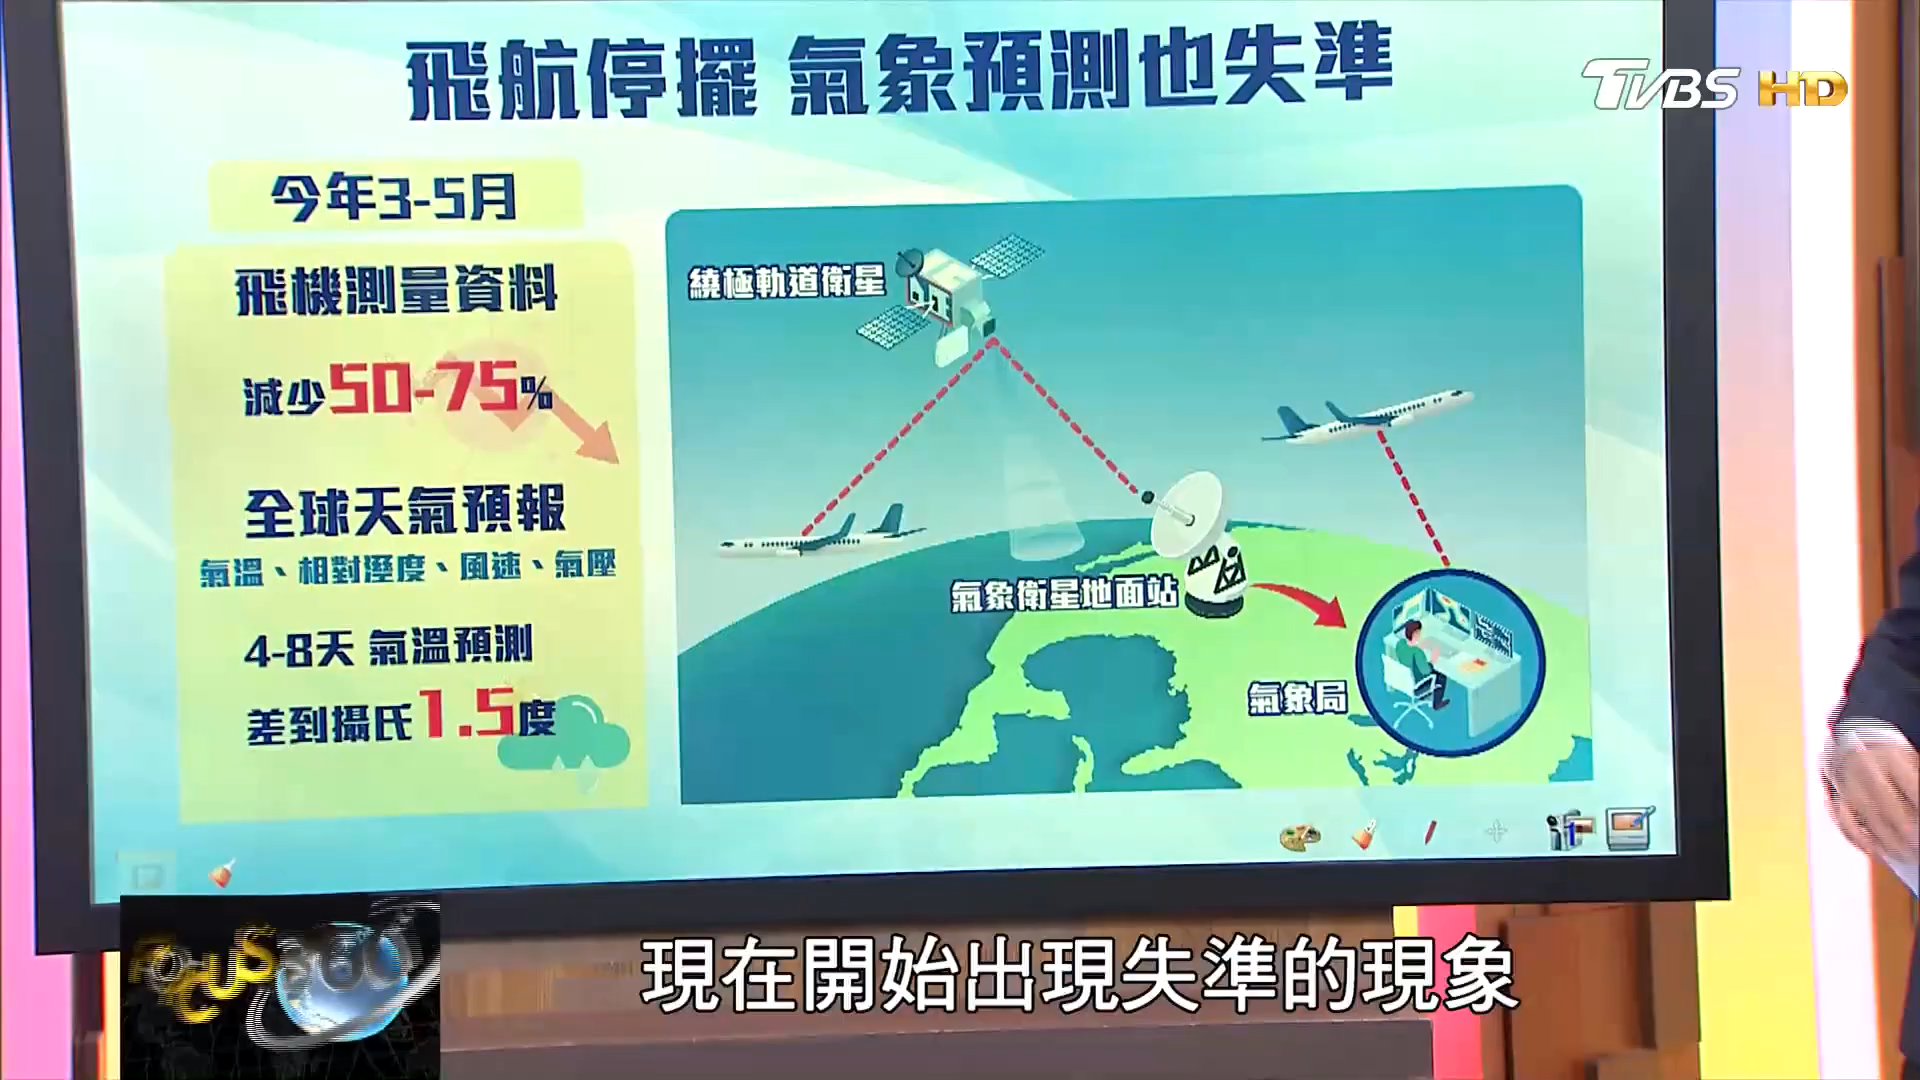 飛航停擺 氣象預測也失準
TVBS HD
今年3-5月
飛機測量資料
減少50-75%
全球天氣預報
氣溫、相對溼度、風速、氣壓
4-8天 氣溫預測
差到攝氏1.5度
繞極軌道衛星
氣象衛星地面站
氣象局
FOCUS 360
現在開始出現失準的現象